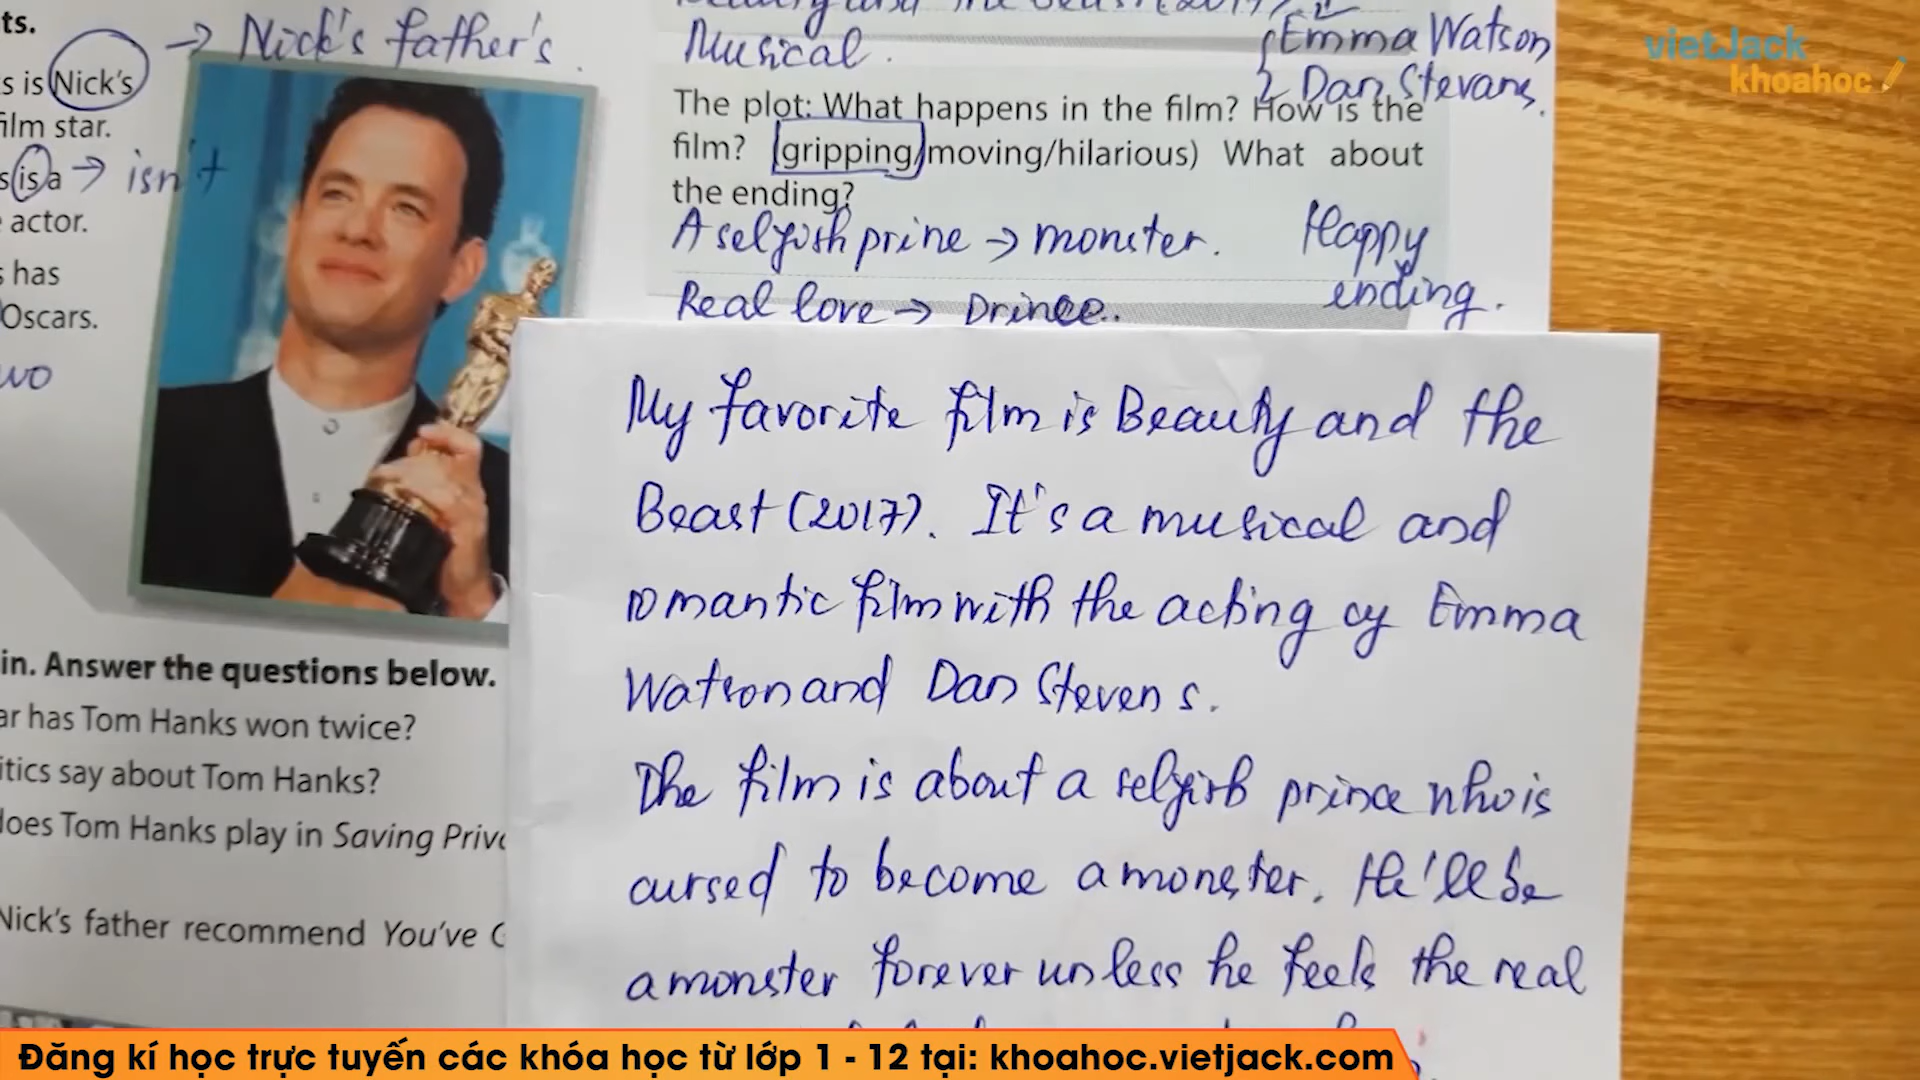 ts.
s is Nick's
film star.
s is a
actor.
s has
Oscars.
wo
→ Nick's father's.
→ isn't
Musical.
Emma Watson
Dan Stevans.
The plot: What happens in the film? How is the
film? (gripping/moving/hilarious) What about
the ending?
A selfish prine → monster.
Happy
ending.
Real love → Prince..
in. Answer the questions below.
ar has Tom Hanks won twice?
itics say about Tom Hanks?
does Tom Hanks play in Saving Priv
Nick's father recommend You've G
My favorite film is Beauty and the
Beast (2017). It's a musical and
romantic film with the acting of Emma
Watson and Dan Stevens.
The film is about a selfish prince who is
cursed to become a monster. He'll be
a monster forever unless he feels the real
vietJack
khoahoc
Đăng kí học trực tuyến các khóa học từ lớp 1 - 12 tại: khoahoc.vietjack.com